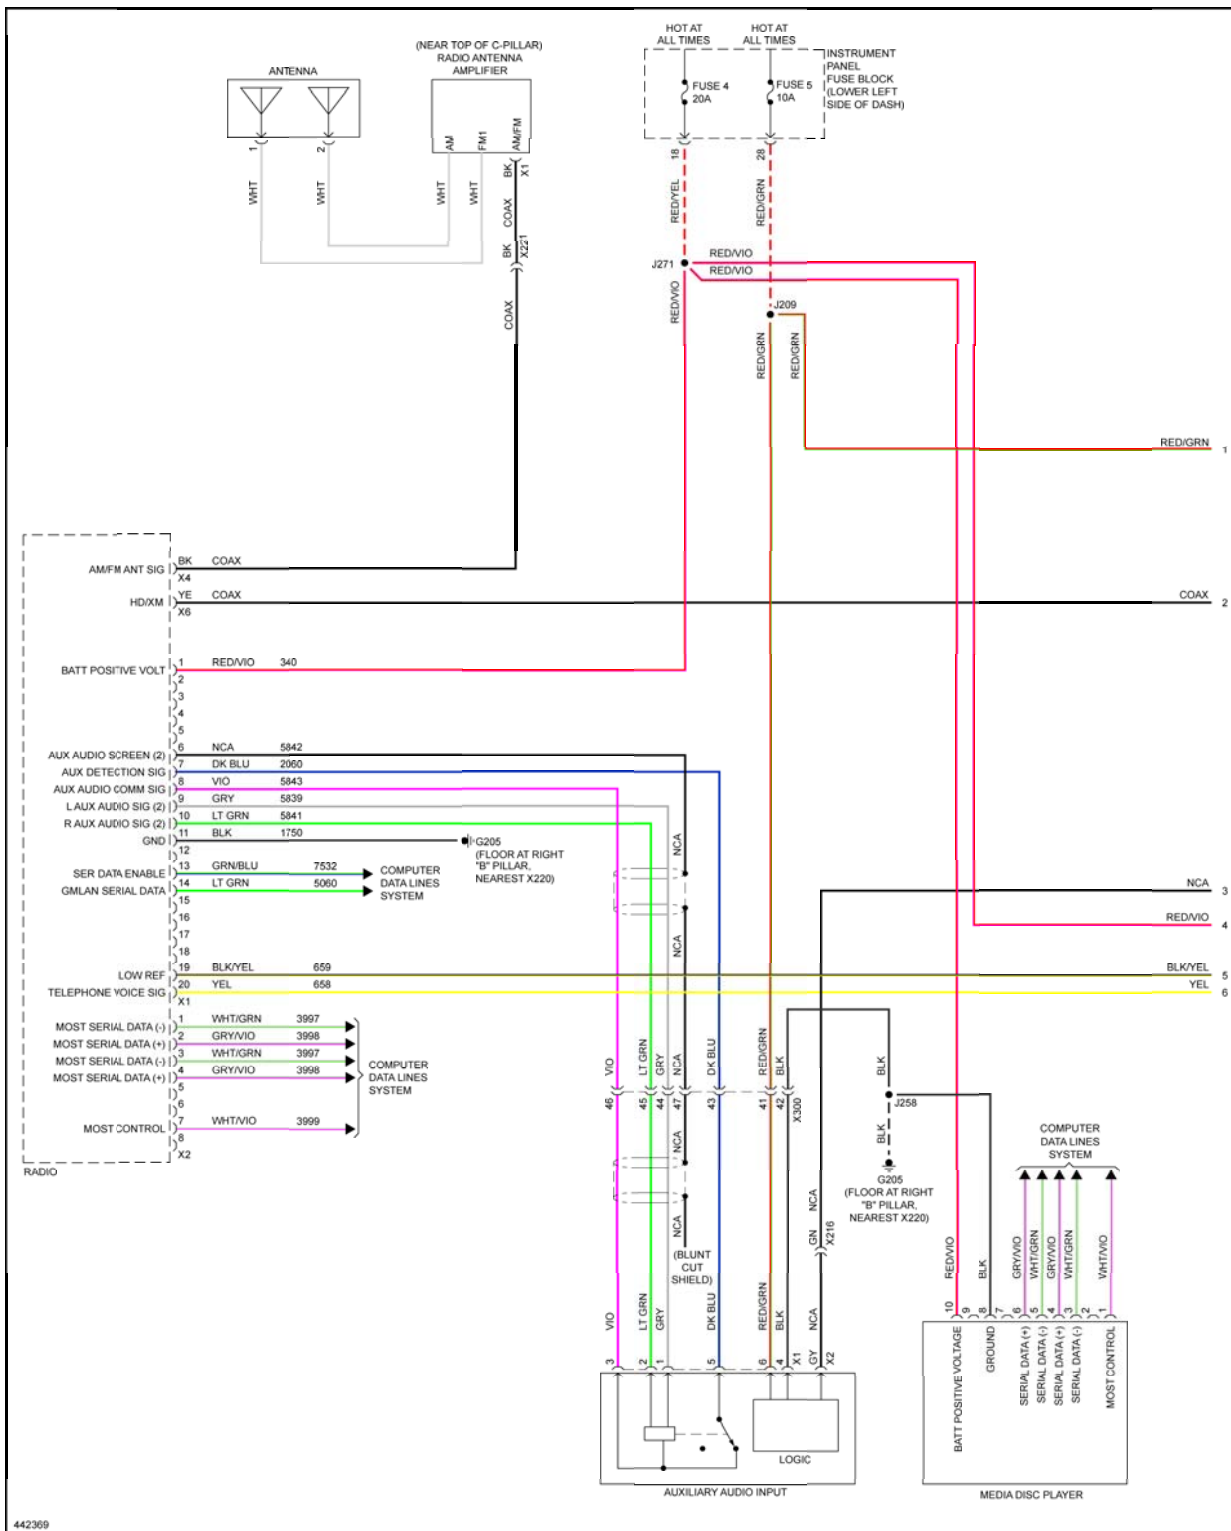 HOT AT
ALL TIMES
HOT AT
ALL TIMES
(NEAR TOP OF C-PILLAR)
RADIO ANTENNA
AMPLIFIER
ANTENNA
INSTRUMENT
PANEL
FUSE BLOCK
(LOWER LEFT
SIDE OF DASH)
FUSE 4
20A
FUSE 5
10A
AM
FM1
AM/FM
1
2
BK
X1
18
28
WHT
WHT
WHT
WHT
COAX
RED/YEL
RED/GRN
BK
X221
J271
RED/VIO
RED/VIO
RED/VIO
COAX
J209
RED/GRN
RED/GRN
RED/GRN 1
AM/FM ANT SIG
BK COAX
X4
HD/XM
YE COAX
X6
COAX 2
BATT POSITIVE VOLT
1 RED/VIO 340
2
3
4
5
AUX AUDIO SCREEN (2) 6 NCA 5842
AUX DETECTION SIG 7 DK BLU 2060
AUX AUDIO COMM SIG 8 VIO 5843
L AUX AUDIO SIG (2) 9 GRY 5839
R AUX AUDIO SIG (2) 10 LT GRN 5841
GND 11 BLK 1750
12
G205
(FLOOR AT RIGHT
"B" PILLAR,
NEAREST X220)
NCA
SER DATA ENABLE 13 GRN/BLU 7532
GMLAN SERIAL DATA 14 LT GRN 5060
COMPUTER
DATA LINES
SYSTEM
15
16
17
18
NCA
NCA 3
RED/VIO 4
LOW REF 19 BLK/YEL 659
BLK/YEL 5
TELEPHONE VOICE SIG 20 YEL 658
YEL 6
X1
MOST SERIAL DATA (-) 1 WHT/GRN 3997
MOST SERIAL DATA (+) 2 GRY/VIO 3998
MOST SERIAL DATA (-) 3 WHT/GRN 3997
MOST SERIAL DATA (+) 4 GRY/VIO 3998
5
6
MOST CONTROL 7 WHT/VIO 3999
8
X2
COMPUTER
DATA LINES
SYSTEM
RADIO
VIO
LT GRN
GRY
NCA
DK BLU
RED/GRN
BLK
BLK
46
45
44
47
43
41
42
X300
J258
NCA
BLK
G205
(FLOOR AT RIGHT
"B" PILLAR,
NEAREST X220)
COMPUTER
DATA LINES
SYSTEM
NCA
(BLUNT
CUT
SHIELD)
NCA
GN
X216
VIO
LT GRN
GRY
DK BLU
RED/GRN
BLK
NCA
RED/VIO
BLK
GRY/VIO
WHT/GRN
GRY/VIO
WHT/GRN
WHT/VIO
3
2
1
5
6
4
X1
GY
X2
10
9
8
7
6
5
4
3
2
1
BATT POSITIVE VOLTAGE
GROUND
SERIAL DATA (+)
SERIAL DATA (-)
SERIAL DATA (+)
SERIAL DATA (-)
MOST CONTROL
LOGIC
AUXILIARY AUDIO INPUT
MEDIA DISC PLAYER
442369